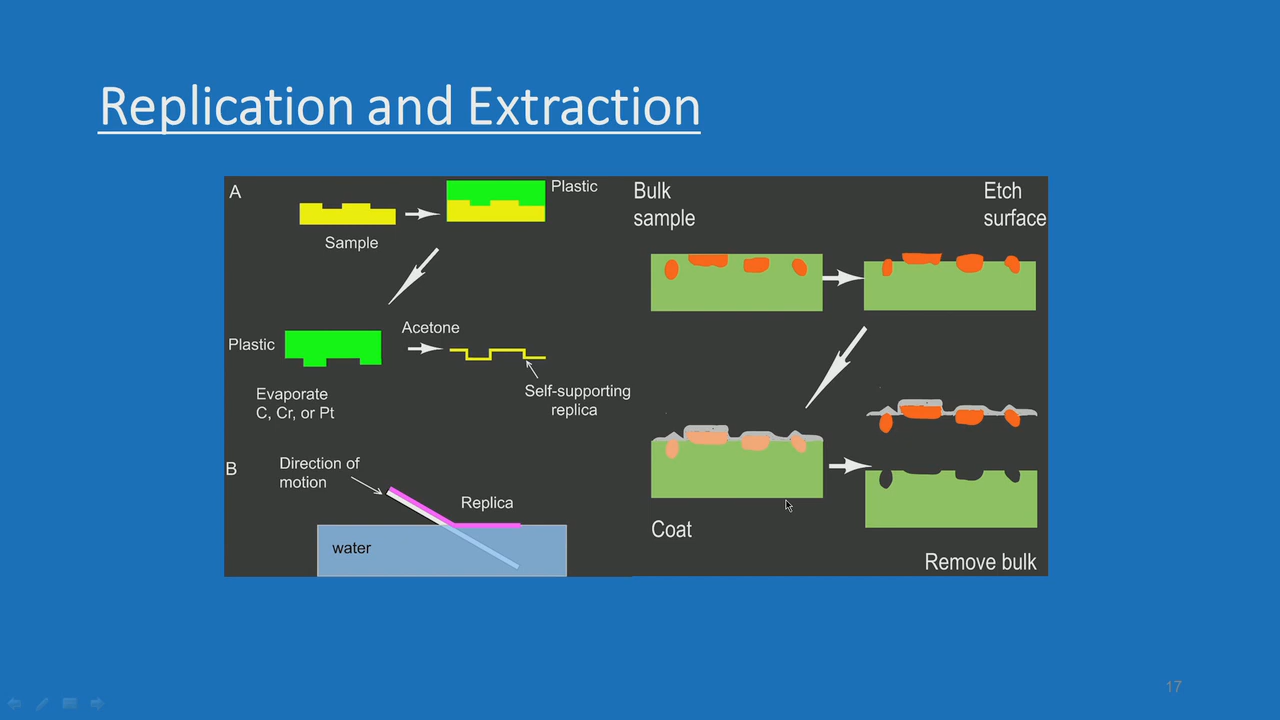 Replication and Extraction
A
Plastic
Sample
Plastic
Acetone
Evaporate
C, Cr, or Pt
Self-supporting
replica
B
Direction of
motion
Replica
water
Bulk
sample
Etch
surface
Coat
Remove bulk
17